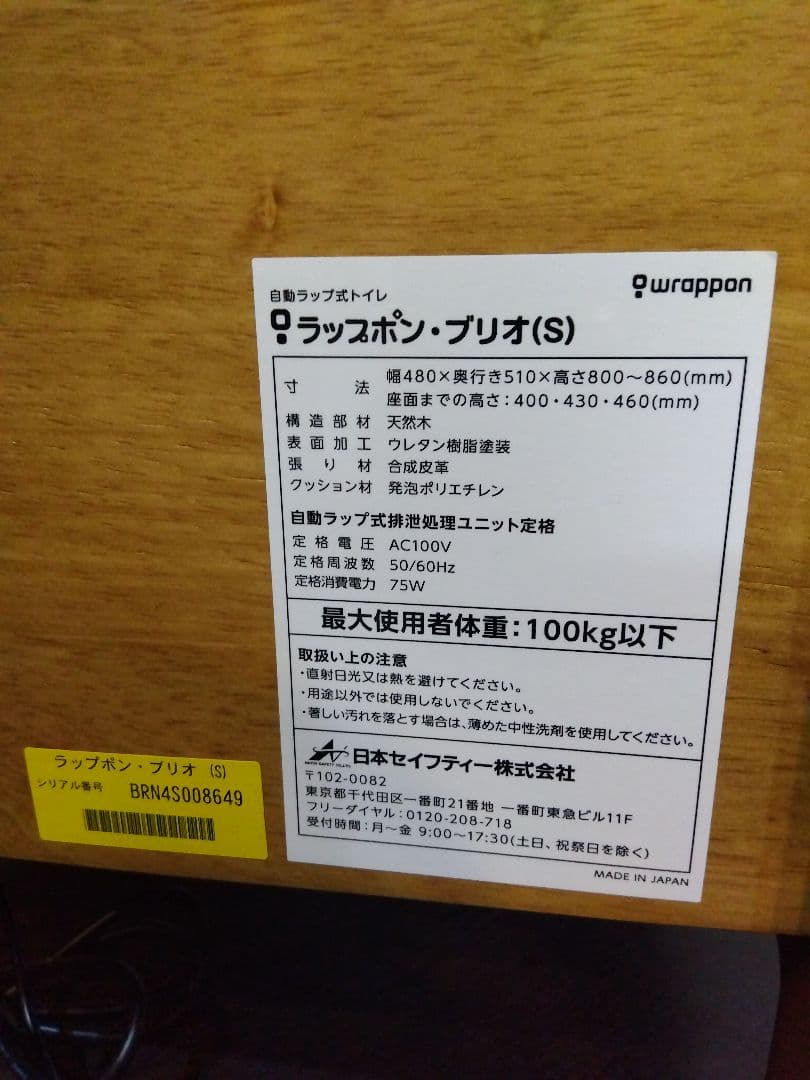 wrappon
自動ラップ式トイレ
ラップポン・ブリオ(S)
寸法 幅480×奥行き510×高さ800～860(mm)
座面までの高さ：400・430・460(mm)
構造部材 天然木
表面加工 ウレタン樹脂塗装
張り材 合成皮革
クッション材 発泡ポリエチレン
自動ラップ式排泄処理ユニット定格
定格電圧 AC100V
定格周波数 50/60Hz
定格消費電力 75W
最大使用者体重：100kg以下
取扱い上の注意
・直射日光又は熱を避けてください。
・用途以外では使用しないでください。
・著しい汚れを落とす場合は、薄めた中性洗剤を使用してください。
日本セイフティー株式会社
〒102-0082
東京都千代田区一番町21番地 一番町東急ビル11F
フリーダイヤル：0120-208-718
受付時間：月～金 9:00～17:30(土日、祝祭日を除く)
MADE IN JAPAN
ラップポン・ブリオ (S)
シリアル番号 BRN4S008649